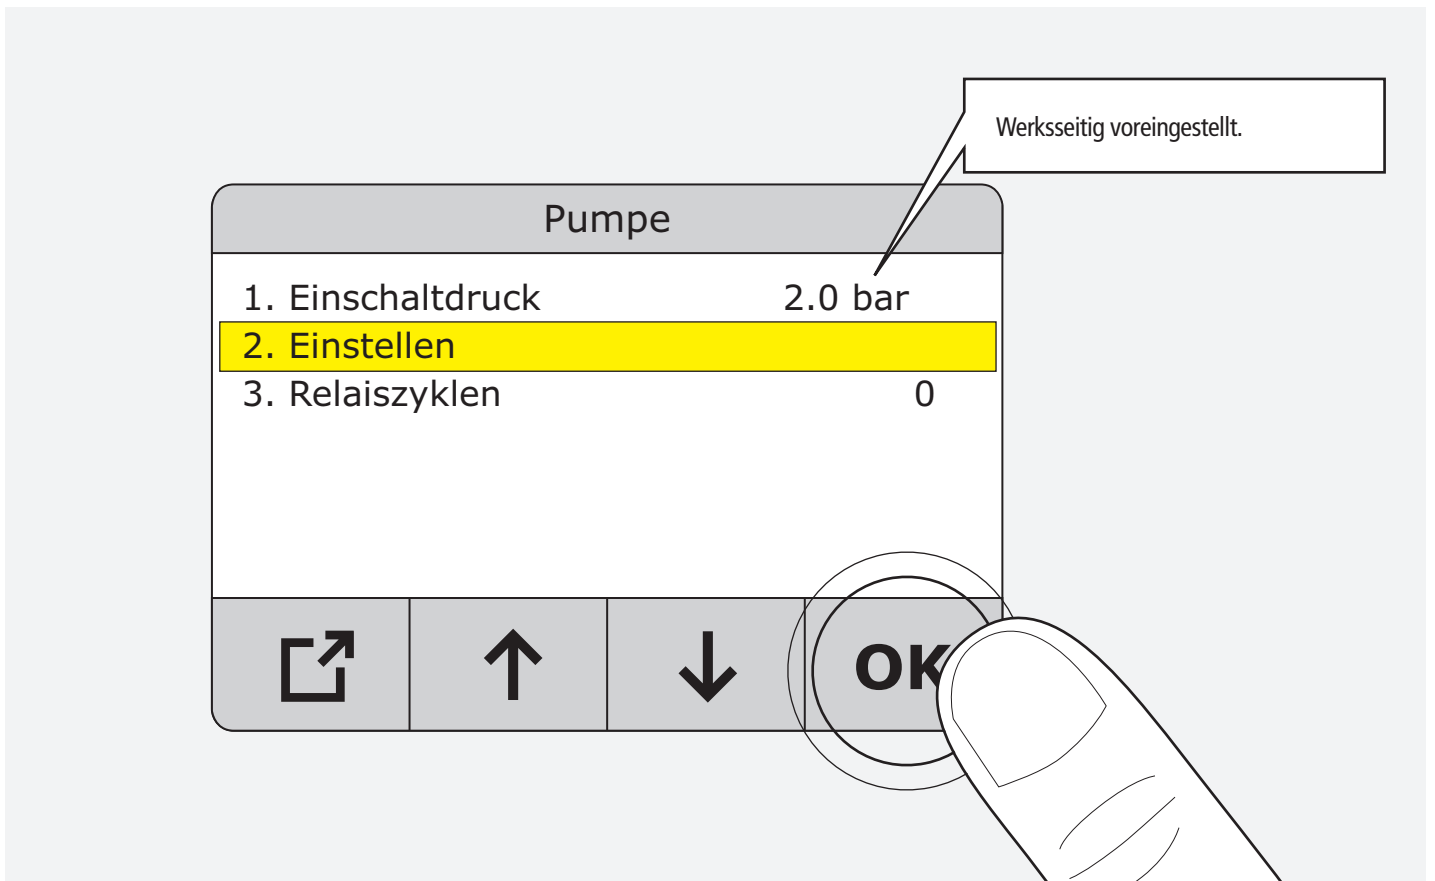 Werksseitig voreingestellt.
Pumpe
1. Einschaltdruck 2.0 bar
2. Einstellen
3. Relaiszyklen 0
OK